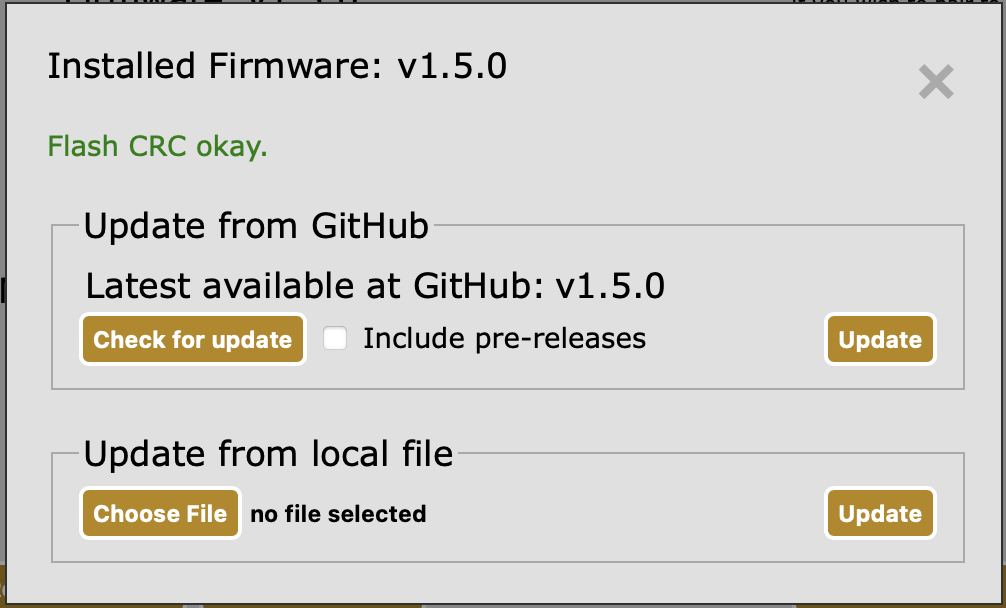 Installed Firmware: v1.5.0
Flash CRC okay.
Update from GitHub
Latest available at GitHub: v1.5.0
Check for update Include pre-releases Update
Update from local file
Choose File no file selected Update